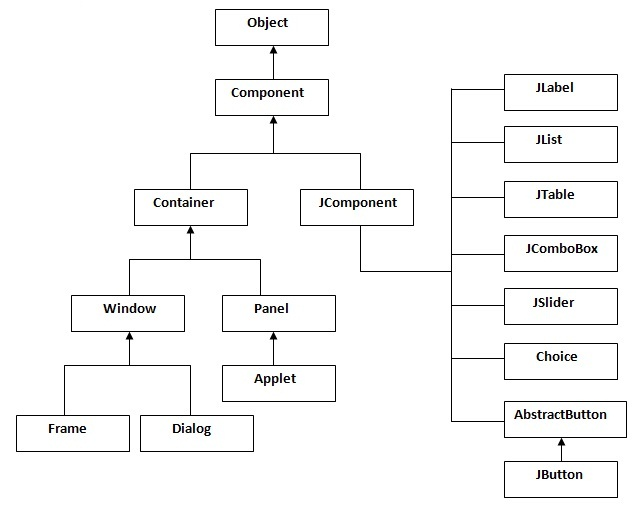 Object
Component
Container
JComponent
Window
Panel
Applet
Frame
Dialog
JLabel
JList
JTable
JComboBox
JSlider
Choice
AbstractButton
JButton